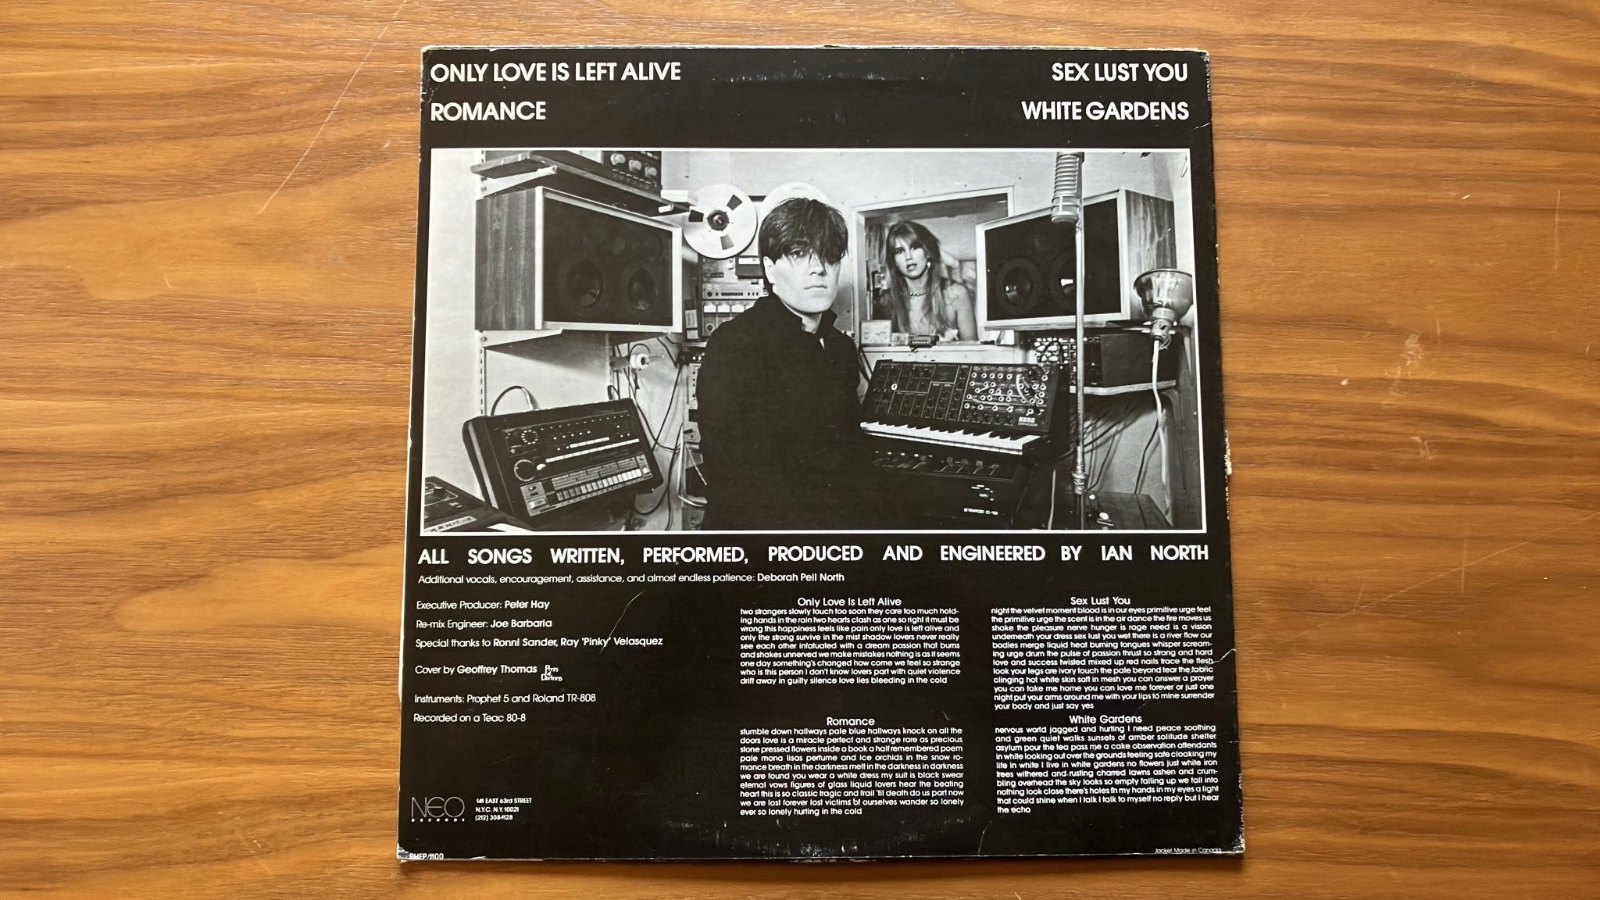 ONLY LOVE IS LEFT ALIVE
ROMANCE
SEX LUST YOU
WHITE GARDENS
KORG
ALL SONGS WRITTEN, PERFORMED, PRODUCED AND ENGINEERED BY IAN NORTH
Additional vocals, encouragement, assistance, and almost endless patience: Deborah Pell North
Executive Producer: Peter Hay
Re-mix Engineer: Joe Barbaria
Special thanks to Ronni Sander, Ray 'Pinky' Velasquez
Cover by Geoffrey Thomas
Instruments: Prophet 5 and Roland TR-808
Recorded on a Teac 80-8
NEO
RECORDS
141 EAST 63rd STREET
N.Y.C. N.Y. 10021
(212) 308-1128
Only Love Is Left Alive
two strangers slowly touch too soon they care too much hold-
ing hands in the rain two hearts clash as one so right it must be
wrong this happiness feels like pain only love is left alive and
only the strong survive in the mist shadow lovers never really
see each other infatuated with a dream passion that burns
and shakes unnerved we make mistakes nothing is as it seems
one day something's changed how come we feel so strange
who is this person I don't know lovers part with quiet violence
drift away in guilty silence love lies bleeding in the cold
Romance
stumble down hallways pale blue hallways knock on all the
doors love is a miracle perfect and strange rare as precious
stone pressed flowers inside a book a half remembered poem
pale mona lisas perfume and ice orchids in the snow ro-
mance breath in the darkness melt in the darkness in darkness
we are found you wear a white dress my suit is black swear
eternal vows figures of glass liquid lovers hear the beating
heart this is so classic tragic and frail 'til death do us part now
we are lost forever lost victims of ourselves wander so lonely
ever so lonely hurting in the cold
Sex Lust You
night the velvet moment blood is in our eyes primitive urge feel
the primitive urge the scent is in the air dance the fire moves us
shake the pleasure nerve hunger is rage need is a vision
underneath your dress sex lust you wet there is a river flow our
bodies merge liquid heat burning tongues whisper scream-
ing urge drum the pulse of passion thrust so strong and hard
love and success twisted mixed up red nails trace the flesh
look your legs are ivory touch the pale beyond tear the fabric
clinging hot white skin soft in mesh you can answer a prayer
you can take me home you can love me forever or just one
night put your arms around me with your lips to mine surrender
your body and just say yes
White Gardens
nervous world jagged and hurting I need peace soothing
and green quiet walks sunsets of amber solitude shelter
asylum pour the tea pass me a cake observation attendants
in white looking out over the grounds feeling safe cloaking my
life in white I live in white gardens no flowers just white iron
trees withered and rusting charred lawns ashen and crum-
bling overhead the sky looks so empty falling up we fall into
nothing look close there's holes in my hands in my eyes a light
that could shine when I talk I talk to myself no reply but I hear
the echo
Jacket Made in Canada